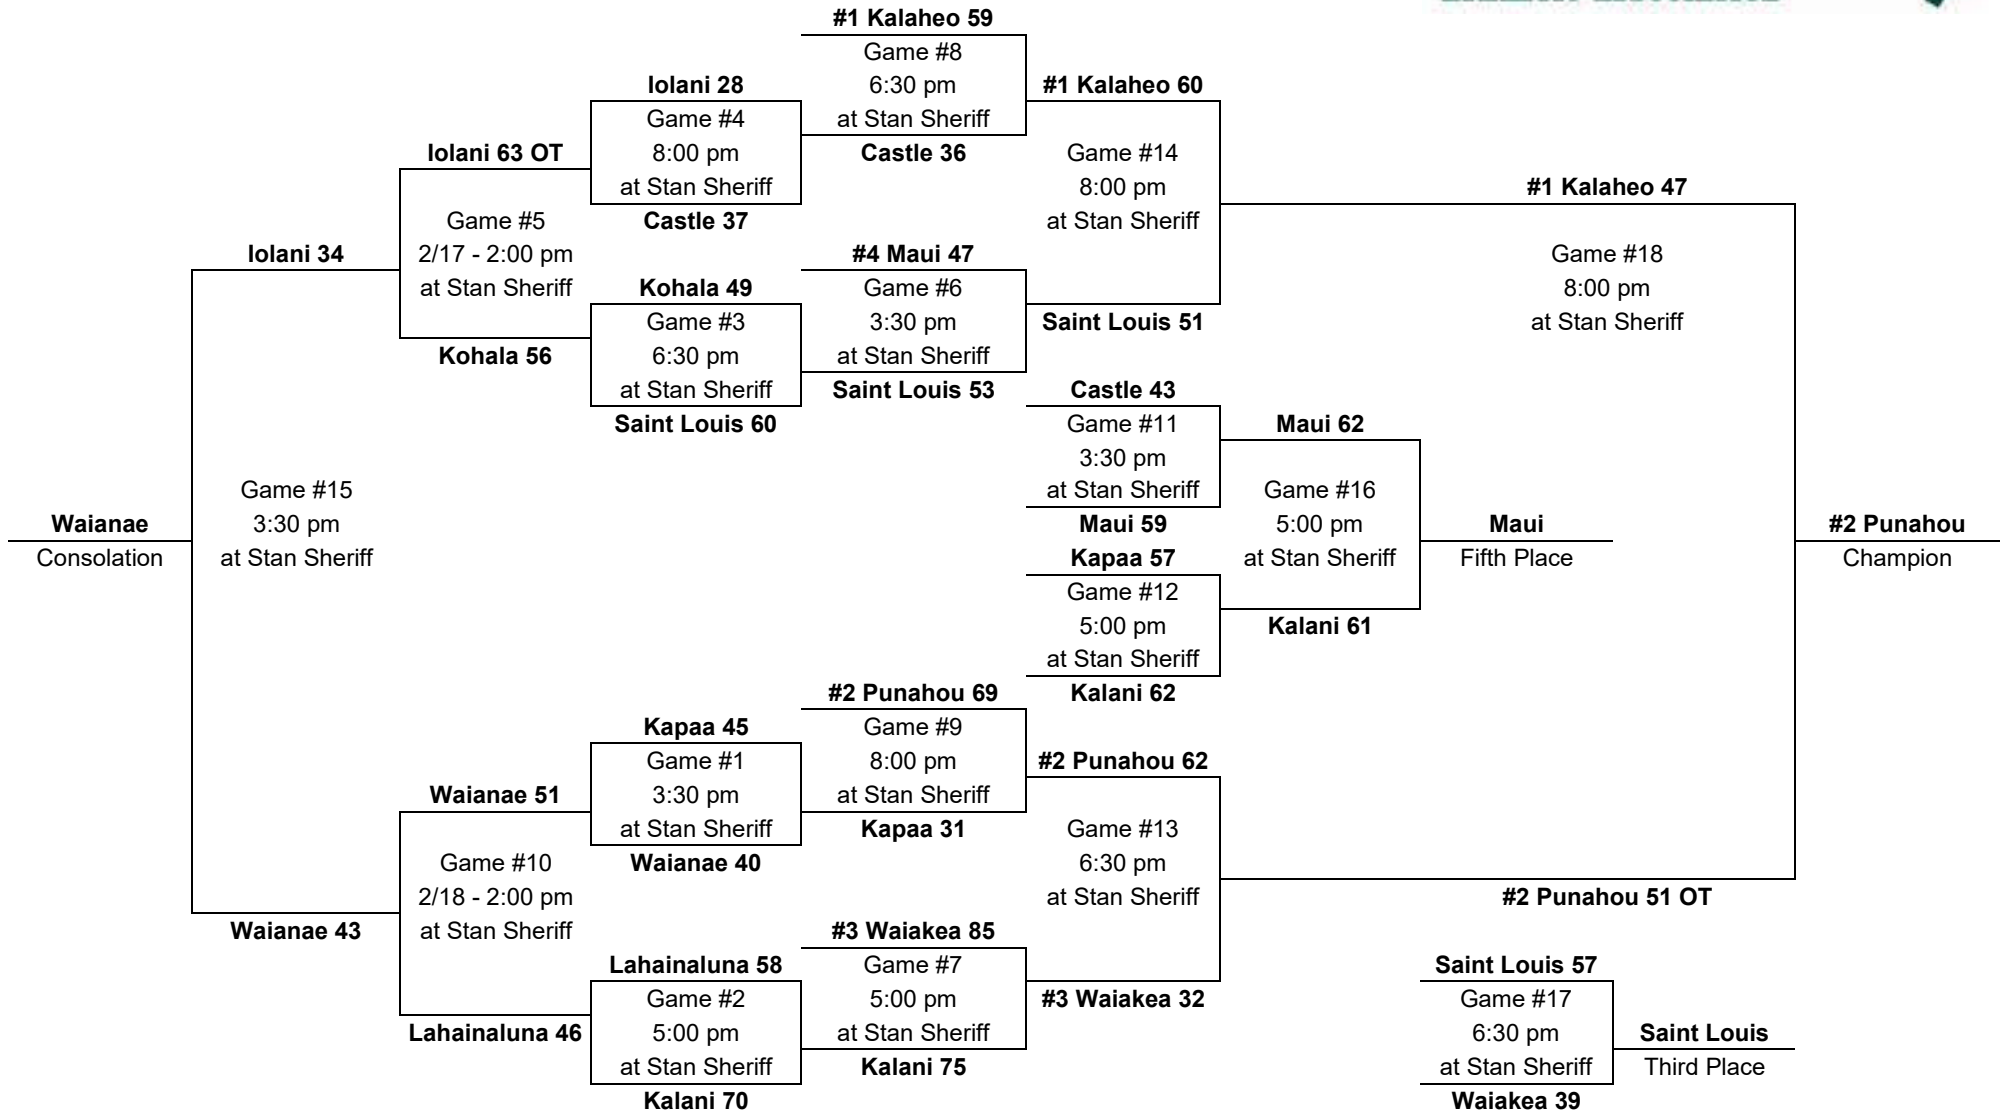 #1 Kalaheo 59
Game #8
6:30 pm
at Stan Sheriff
Castle 36
Iolani 28
Game #4
8:00 pm
at Stan Sheriff
Castle 37
#1 Kalaheo 60
Game #14
8:00 pm
at Stan Sheriff
Saint Louis 51
Iolani 63 OT
Game #5
2/17 - 2:00 pm
at Stan Sheriff
Kohala 56
#1 Kalaheo 47
Game #18
8:00 pm
at Stan Sheriff
#2 Punahou 51 OT
Iolani 34
Game #15
3:30 pm
at Stan Sheriff
Waianae 43
#4 Maui 47
Game #6
3:30 pm
at Stan Sheriff
Saint Louis 53
Kohala 49
Game #3
6:30 pm
at Stan Sheriff
Saint Louis 60
Castle 43
Game #11
3:30 pm
at Stan Sheriff
Maui 59
Maui 62
Game #16
5:00 pm
at Stan Sheriff
Kalani 61
Waianae
Consolation
Maui
Fifth Place
#2 Punahou
Champion
Kapaa 57
Game #12
5:00 pm
at Stan Sheriff
Kalani 62
#2 Punahou 69
Game #9
8:00 pm
at Stan Sheriff
Kapaa 31
Kapaa 45
Game #1
3:30 pm
at Stan Sheriff
Waianae 40
#2 Punahou 62
Game #13
6:30 pm
at Stan Sheriff
#3 Waiakea 32
Waianae 51
Game #10
2/18 - 2:00 pm
at Stan Sheriff
Lahainaluna 46
#3 Waiakea 85
Game #7
5:00 pm
at Stan Sheriff
Kalani 75
Lahainaluna 58
Game #2
5:00 pm
at Stan Sheriff
Kalani 70
Saint Louis 57
Game #17
6:30 pm
at Stan Sheriff
Waiakea 39
Saint Louis
Third Place